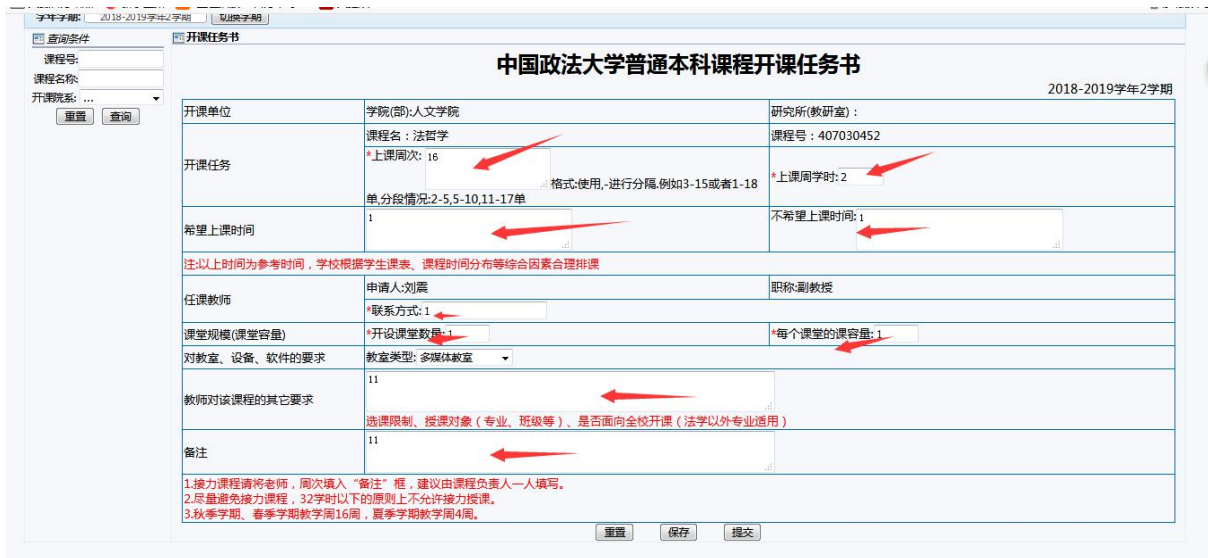 学年学期: 2018-2019学年2学期 切换学期
查询条件
课程号:
课程名称:
开课院系: ...
重置 查询
开课任务书
中国政法大学普通本科课程开课任务书
2018-2019学年2学期
开课单位 学院(部):人文学院 研究所(教研室)：
开课任务 课程名：法哲学 课程号：407030452
*上课周次: 16
格式:使用,-进行分隔.例如3-15或者1-18
单,分段情况:2-5,5-10,11-17单
*上课周学时: 2
希望上课时间 1 不希望上课时间: 1
注:以上时间为参考时间，学校根据学生课表、课程时间分布等综合因素合理排课
任课教师 申请人:刘震 职称:副教授
*联系方式: 1
课堂规模(课堂容量) *开设课堂数量: 1 *每个课堂的课容量: 1
对教室、设备、软件的要求 教室类型: 多媒体教室
教师对该课程的其它要求 11
选课限制、授课对象（专业、班级等）、是否面向全校开课（法学以外专业适用）
备注 11
1.接力课程请将老师，周次填入“备注”框，建议由课程负责人一人填写。
2.尽量避免接力课程，32学时以下的原则上不允许接力授课。
3.秋季学期、春季学期教学周16周，夏季学期教学周4周。
重置 保存 提交